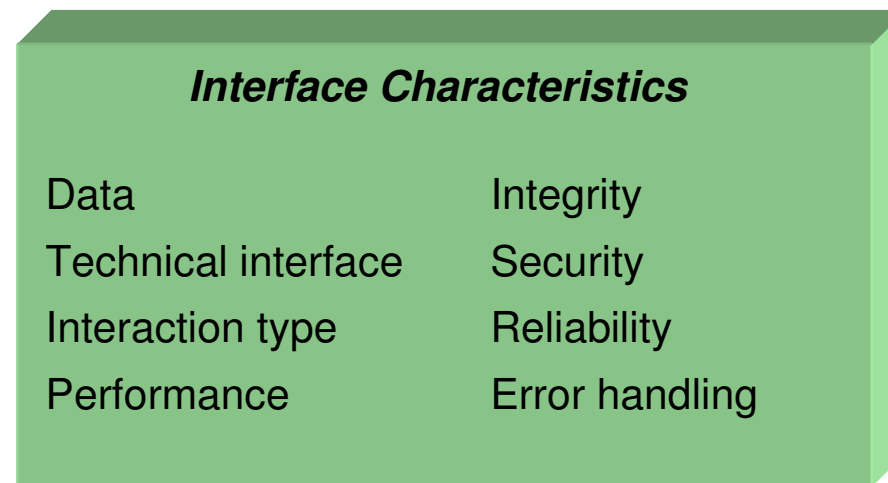 Interface Characteristics
Data
Technical interface
Interaction type
Performance
Integrity
Security
Reliability
Error handling